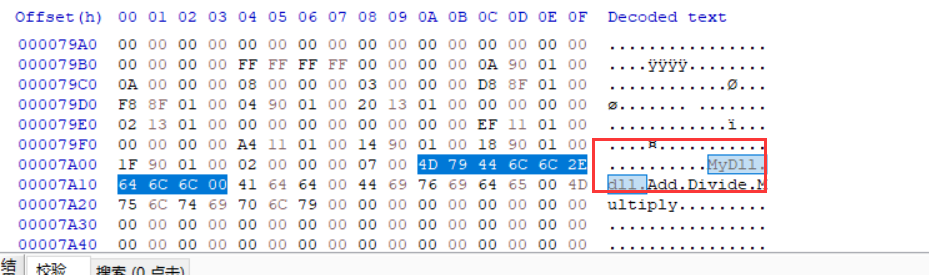 Offset(h) 00 01 02 03 04 05 06 07 08 09 0A 0B 0C 0D 0E 0F Decoded text
000079A0 00 00 00 00 00 00 00 00 00 00 00 00 00 00 00 00 ................
000079B0 00 00 00 00 FF FF FF FF 00 00 00 00 0A 90 01 00 ....ÿÿÿÿ........
000079C0 0A 00 00 00 08 00 00 00 03 00 00 00 D8 8F 01 00 ............Ø...
000079D0 F8 8F 01 00 04 90 01 00 20 13 01 00 00 00 00 00 ø....... .......
000079E0 02 13 01 00 00 00 00 00 00 00 00 00 EF 11 01 00 ............ï...
000079F0 00 00 00 00 A4 11 01 00 14 90 01 00 18 90 01 00 ....¤...........
00007A00 1F 90 01 00 02 00 00 00 07 00 4D 79 44 6C 6C 2E ..........MyDll.
00007A10 64 6C 6C 00 41 64 64 00 44 69 76 69 64 65 00 4D dll.Add.Divide.M
00007A20 75 6C 74 69 70 6C 79 00 00 00 00 00 00 00 00 00 ultiply.........
00007A30 00 00 00 00 00 00 00 00 00 00 00 00 00 00 00 00 ................
00007A40 00 00 00 00 00 00 00 00 00 00 00 00 00 00 00 00 ................
校验 搜索 (0 点击)